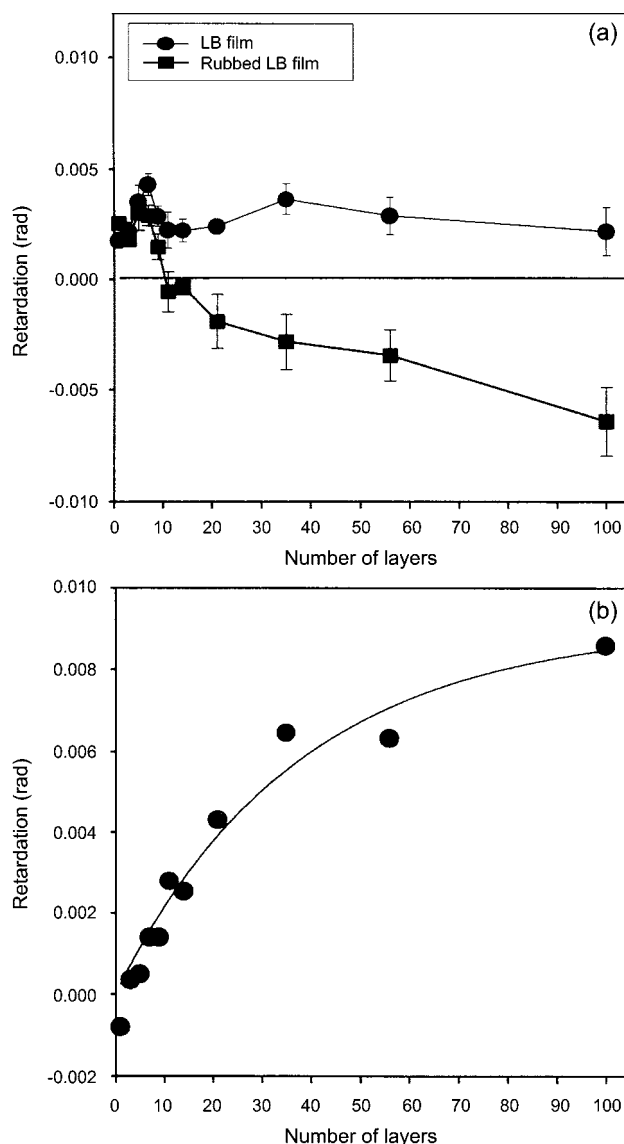 (a)
LB film
Rubbed LB film
0.010
0.005
0.000
-0.005
-0.010
Retardation (rad)
0 10 20 30 40 50 60 70 80 90 100
Number of layers
(b)
0.010
0.008
0.006
0.004
0.002
0.000
-0.002
Retardation (rad)
0 10 20 30 40 50 60 70 80 90 100
Number of layers